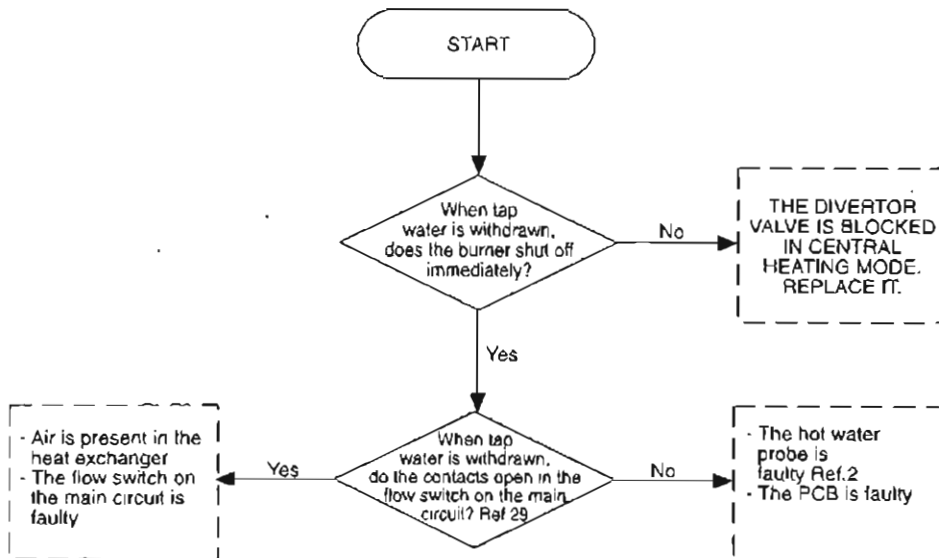 START
When tap
water is withdrawn,
does the burner shut off
immediately?
No
THE DIVERTOR
VALVE IS BLOCKED
IN CENTRAL
HEATING MODE.
REPLACE IT.
Yes
- Air is present in the
heat exchanger
- The flow switch on
the main circuit is
faulty
Yes
When tap
water is withdrawn,
do the contacts open in the
flow switch on the main
circuit? Ref 29
No
- The hot water
probe is
faulty Ref.2
- The PCB is faulty